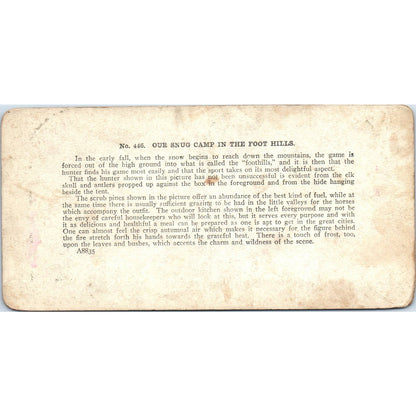 No. 446. OUR SNUG CAMP IN THE FOOT HILLS.
In the early fall, when the snow begins to reach down the mountains, the game is
forced out of the high ground into what is called the "foothills," and it is then that the
hunter finds his game most easily and that the sport takes on its most delightful aspect.
That the hunter shown in this picture has not been unsuccessful is evident from the elk
skull and antlers propped up against the box in the foreground and from the hide hanging
beside the tent.
The scrub pines shown in the picture offer an abundance of the best kind of fuel, while at
the same time there is usually sufficient grazing to be had in the little valleys for the horses
which accompany the outfit. The outdoor kitchen shown in the left foreground may not be
the envy of careful housekeepers who will look at this, but it serves every purpose and with
it as delicious and healthful a meal can be prepared as one is apt to get in the great cities.
One can almost feel the crisp autumnal air which makes it necessary for the figure behind
the fire stretch forth his hands towards the grateful heat. There is a touch of frost, too,
upon the leaves and bushes, which accents the charm and wildness of the scene.
A8835